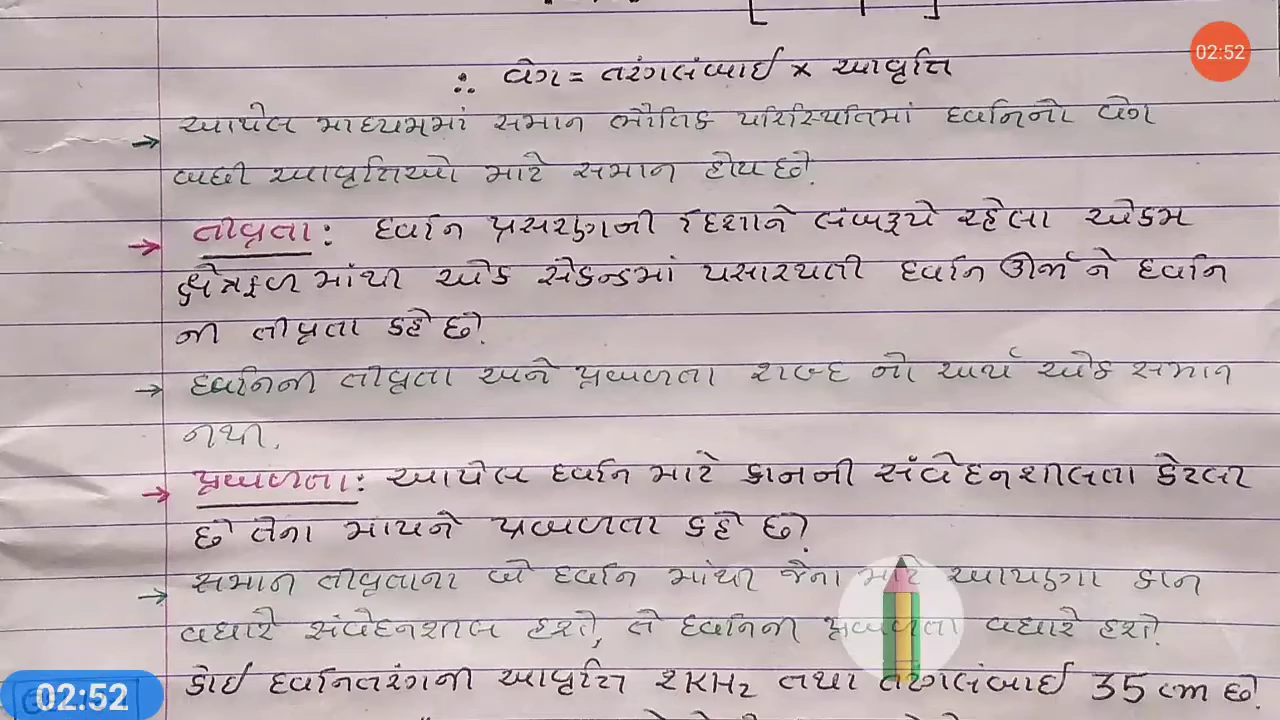 02:52
∴ વેગ = તરંગલંબાઈ × આવૃત્તિ
આપેલ માધ્યમમાં સમાન ભૌતિક પરિસ્થિતિમાં ધ્વનિનો વેગ
બધી આવૃત્તિઓ માટે સમાન હોય છે.
તીવ્રતા: ધ્વનિ પ્રસરણની દિશાને લંબરૂપે રહેલા એકમ
ક્ષેત્રફળ માંથી એક સેકન્ડમાં પસારથતી ધ્વનિ ઊર્જા ને ધ્વનિ
ની તીવ્રતા કહે છે.
ધ્વનિની તીવ્રતા અને પ્રબળતા શબ્દ નો અર્થ એક સમાન
નથી.
પ્રબળતા: આપેલ ધ્વનિ માટે કાનની સંવેદનશીલતા કેટલી
છે તેના માપને પ્રબળતા કહે છે.
સમાન તીવ્રતાના બે ધ્વનિ માંથી જેના માટે આપણા કાન
વધારે સંવેદનશીલ હશે, તે ધ્વનિની પ્રબળતા વધારે હશે.
કોઈ ધ્વનિતરંગની આવૃત્તિ 2KHz તથા તરંગલંબાઈ 35 cm છે.
02:52